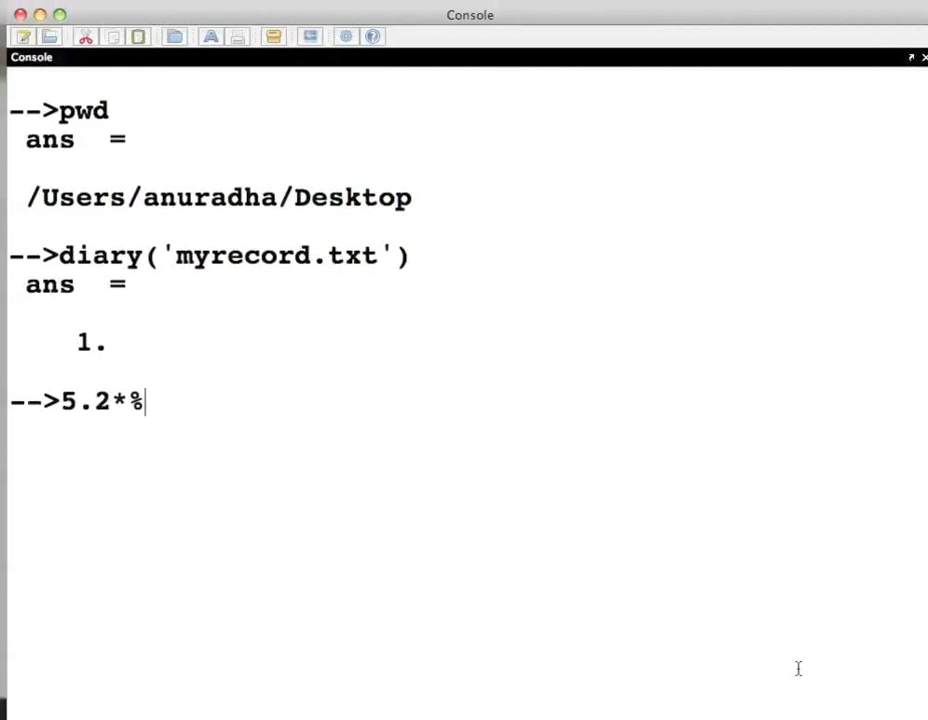 Console
Console
-->pwd
ans =
/Users/anuradha/Desktop
-->diary('myrecord.txt')
ans =
1.
-->5.2*%